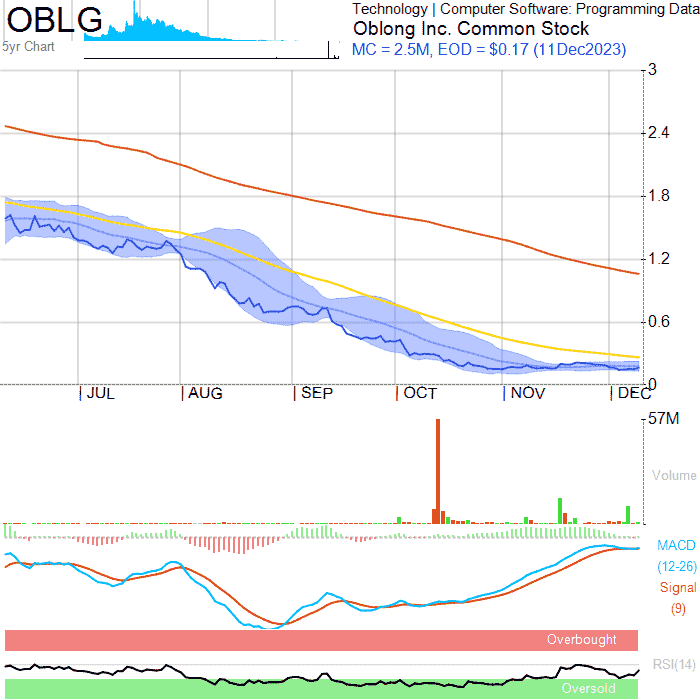 OBLG
5yr Chart
Technology | Computer Software: Programming Data
Oblong Inc. Common Stock
MC = 2.5M, EOD = $0.17 (11Dec2023)
3
2.4
1.8
1.2
0.6
0
JUL AUG SEP OCT NOV DEC
57M
Volume
MACD
(12-26)
Signal
(9)
Overbought
RSI(14)
Oversold